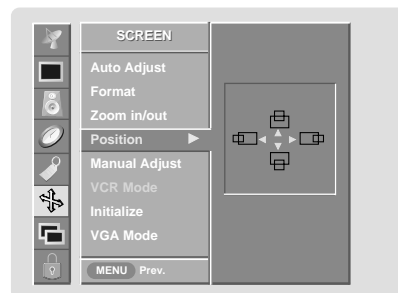 SCREEN
Auto Adjust
Format
Zoom in/out
Position
Manual Adjust
VCR Mode
Initialize
VGA Mode
MENU Prev.